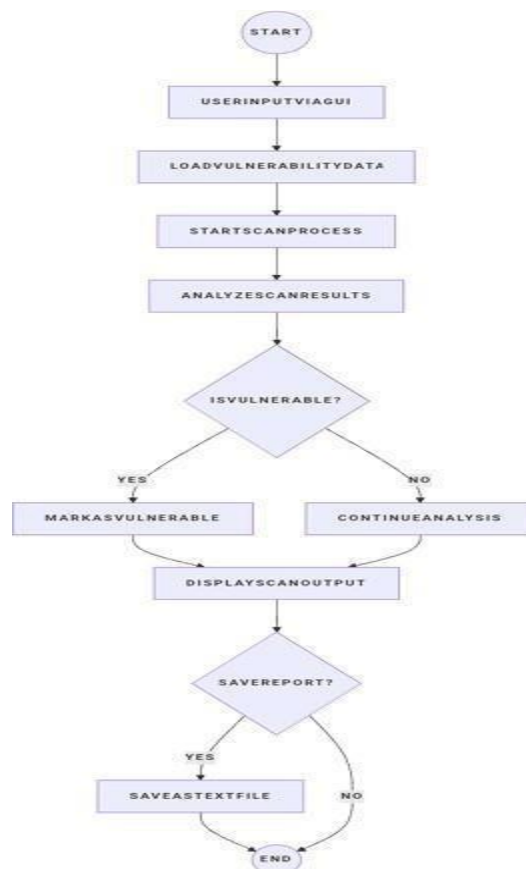 START
USERINPUTVIAGUI
LOADVULNERABILITYDATA
STARTSCANPROCESS
ANALYZESCANRESULTS
ISVULNERABLE?
YES
NO
MARKASVULNERABLE
CONTINUEANALYSIS
DISPLAYSCANOUTPUT
SAVEREPORT?
YES
NO
SAVEASTEXTFILE
END